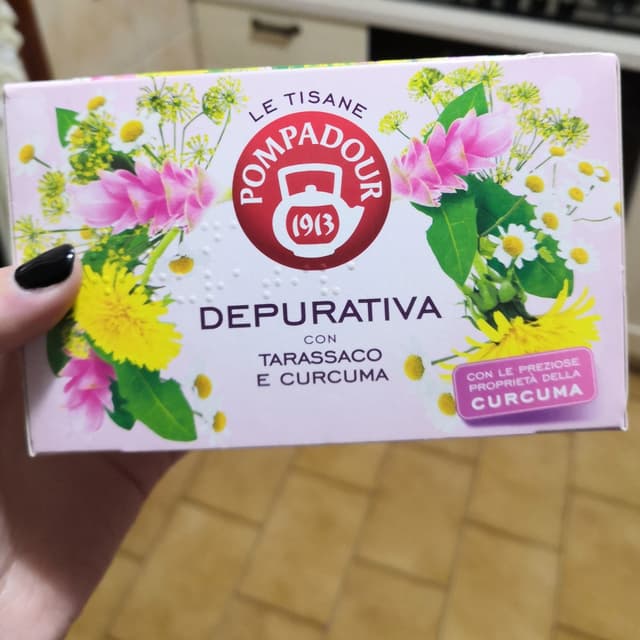 LE TISANE
POMPADOUR
1913
DEPURATIVA
CON
TARASSACO
E CURCUMA
CON LE PREZIOSE
PROPRIETÀ DELLA
CURCUMA